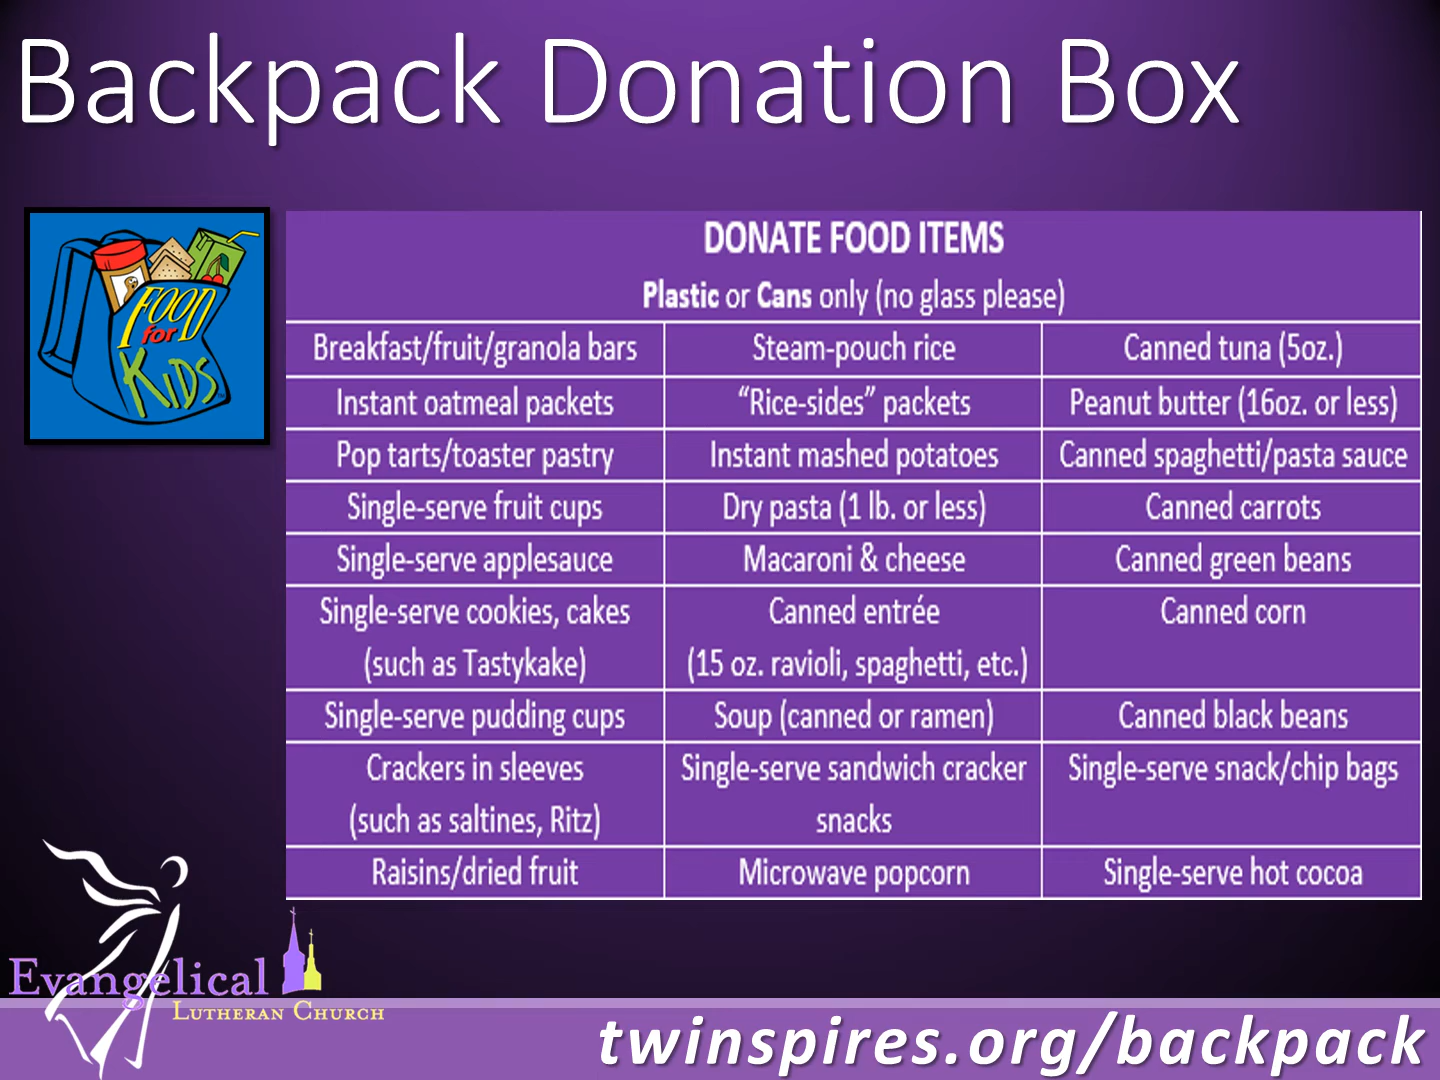 Backpack Donation Box
FOOD
for
KiDS
DONATE FOOD ITEMS
Plastic or Cans only (no glass please)
Breakfast/fruit/granola bars
Steam-pouch rice
Canned tuna (5oz.)
Instant oatmeal packets
“Rice-sides” packets
Peanut butter (16oz. or less)
Pop tarts/toaster pastry
Instant mashed potatoes
Canned spaghetti/pasta sauce
Single-serve fruit cups
Dry pasta (1 lb. or less)
Canned carrots
Single-serve applesauce
Macaroni & cheese
Canned green beans
Single-serve cookies, cakes
(such as Tastykake)
Canned entrée
(15 oz. ravioli, spaghetti, etc.)
Canned corn
Single-serve pudding cups
Soup (canned or ramen)
Canned black beans
Crackers in sleeves
(such as saltines, Ritz)
Single-serve sandwich cracker
snacks
Single-serve snack/chip bags
Raisins/dried fruit
Microwave popcorn
Single-serve hot cocoa
Evangelical
LUTHERAN CHURCH
twinspires.org/backpack